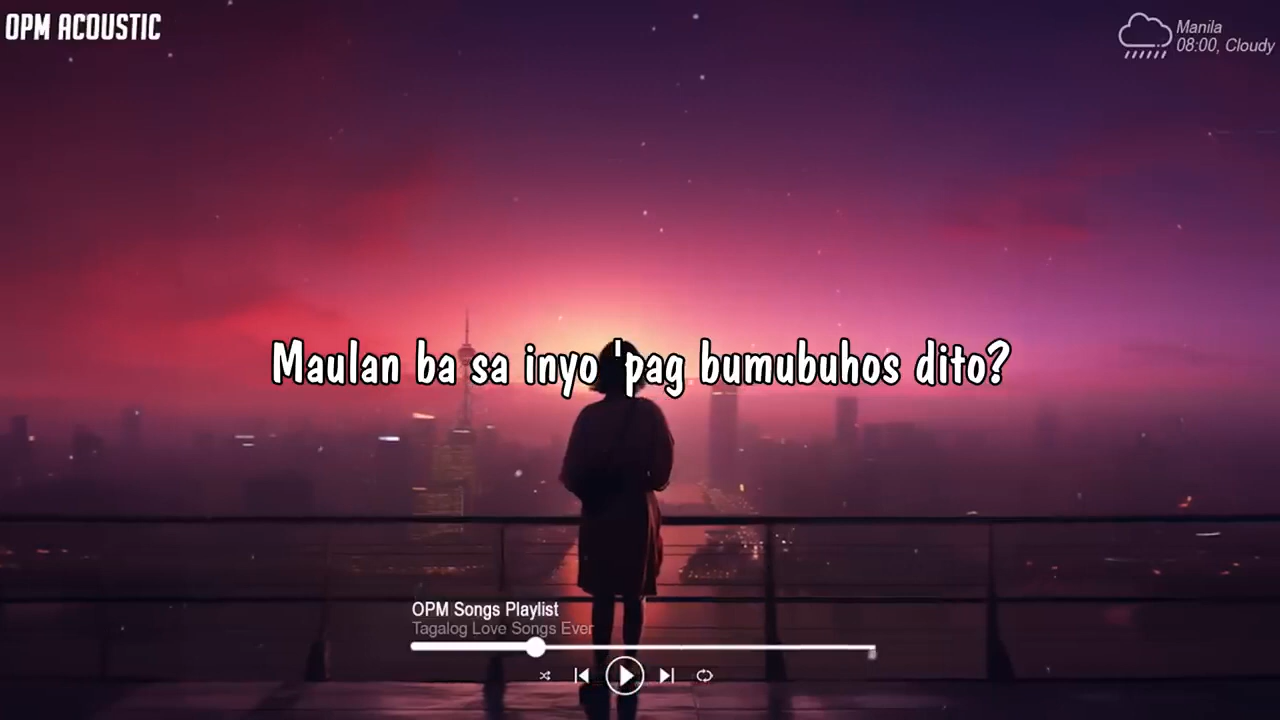 OPM ACOUSTIC
Manila
08:00, Cloudy
Maulan ba sa inyo 'pag bumubuhos dito?
OPM Songs Playlist
Tagalog Love Songs Ever